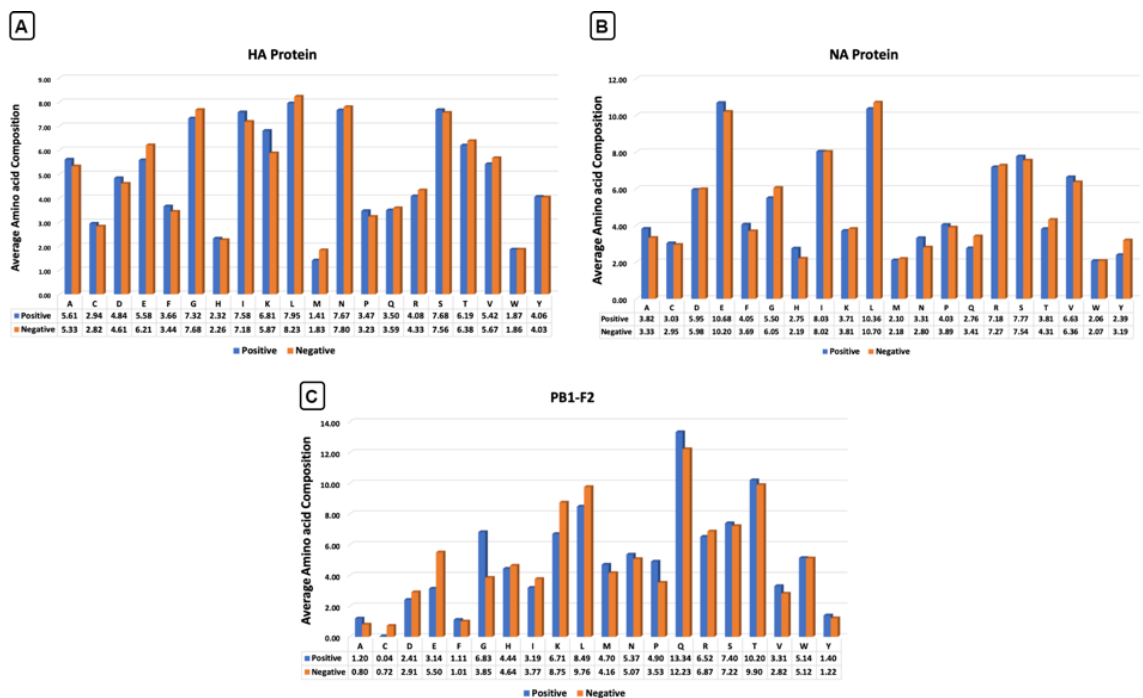 A
HA Protein
Average Amino acid Composition
9.00
8.00
7.00
6.00
5.00
4.00
3.00
2.00
1.00
0.00
A C D E F G H I K L M N P Q R S T V W Y
Positive 5.61 2.94 4.84 5.58 3.66 7.32 2.32 7.58 6.81 7.95 1.41 7.67 3.47 3.50 4.08 7.68 6.19 5.42 1.87 4.06
Negative 5.33 2.82 4.61 6.21 3.44 7.68 2.26 7.18 5.87 8.23 1.83 7.80 3.23 3.59 4.33 7.56 6.38 5.67 1.86 4.03
Positive Negative
B
NA Protein
Average Amino acid Composition
12.00
10.00
8.00
6.00
4.00
2.00
0.00
A C D E F G H I K L M N P Q R S T V W Y
Positive 3.82 3.03 5.95 10.68 4.05 5.50 2.75 8.03 3.71 10.36 2.10 3.31 4.03 2.76 7.18 7.77 3.81 6.63 2.06 2.39
Negative 3.33 2.95 5.98 10.20 3.69 6.05 2.19 8.02 3.81 10.70 2.18 2.80 3.89 3.41 7.27 7.54 4.31 6.36 2.07 3.19
Positive Negative
C
PB1-F2
Average Amino acid Composition
14.00
12.00
10.00
8.00
6.00
4.00
2.00
0.00
A C D E F G H I K L M N P Q R S T V W Y
Positive 1.20 0.04 2.41 3.14 1.11 6.83 4.44 3.19 6.71 8.49 4.70 5.37 4.90 13.34 6.52 7.40 10.20 3.31 5.14 1.40
Negative 0.80 0.72 2.91 5.50 1.01 3.85 4.64 3.77 8.75 9.76 4.16 5.07 3.53 12.23 6.87 7.22 9.90 2.82 5.12 1.22
Positive Negative